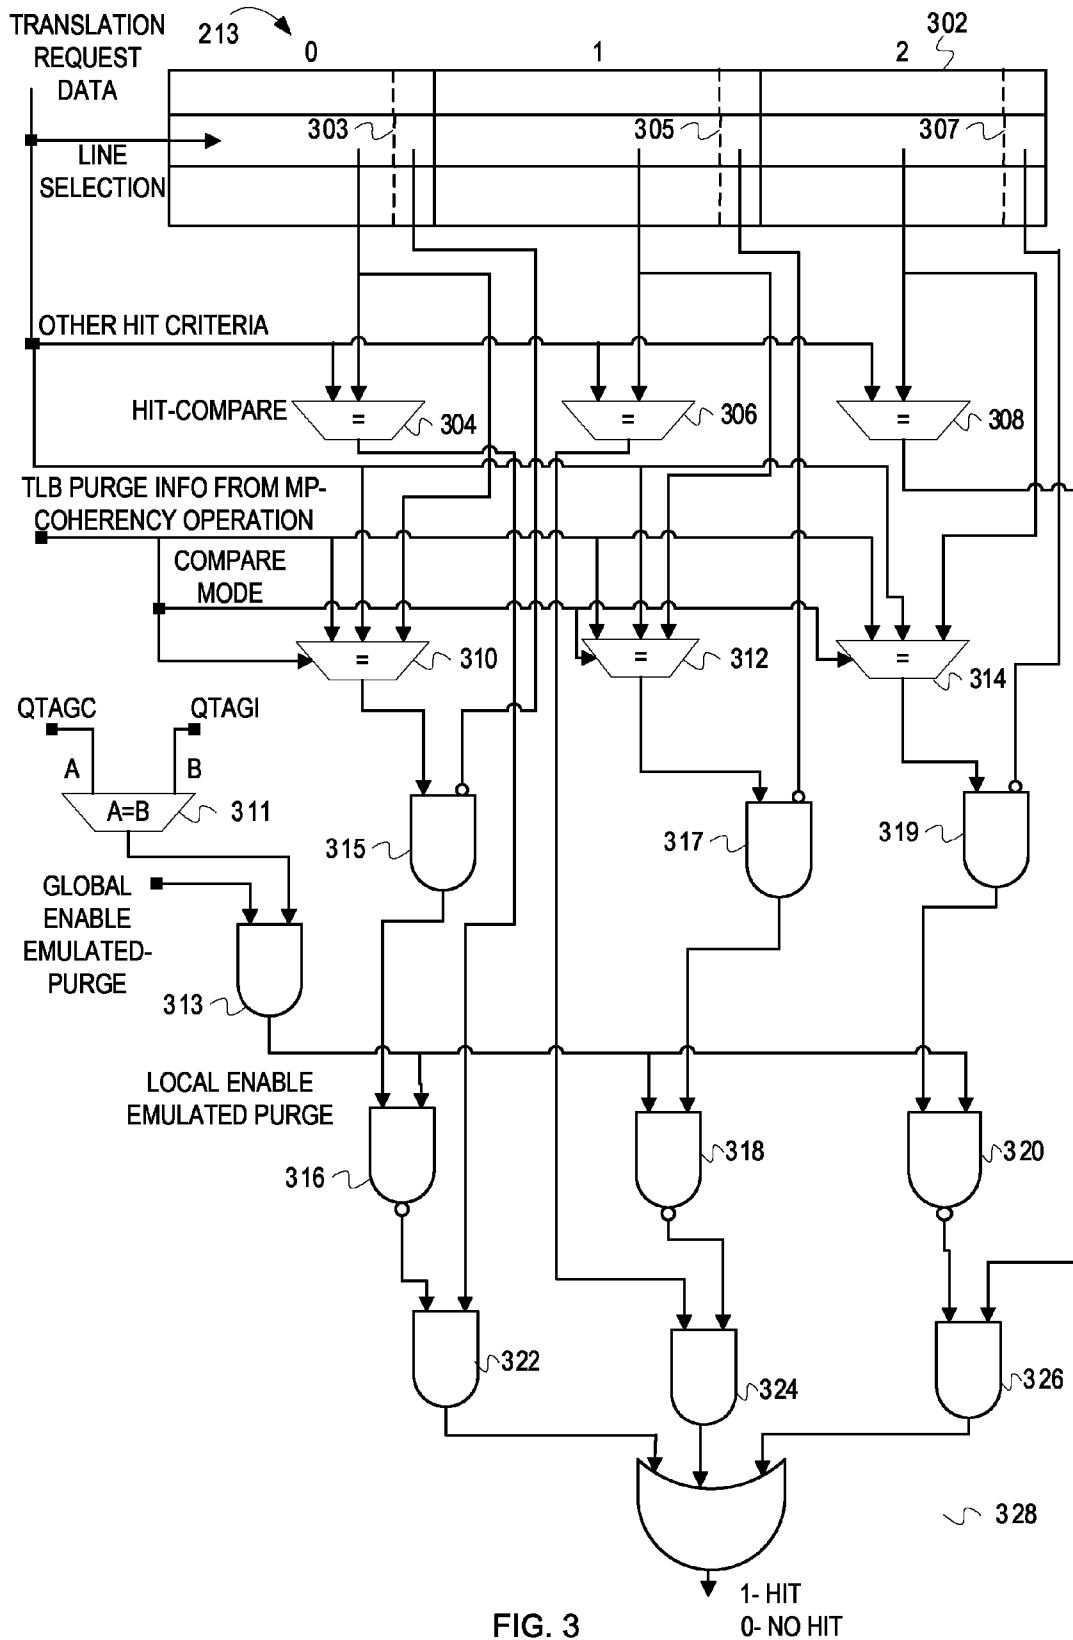 TRANSLATION
REQUEST
DATA
213
0
1
2
302
303
305
307
LINE
SELECTION
OTHER HIT CRITERIA
HIT-COMPARE
=
304
=
306
=
308
TLB PURGE INFO FROM MP-
COHERENCY OPERATION
COMPARE
MODE
=
310
=
312
=
314
QTAGC
QTAGI
A
B
A=B
311
315
317
319
GLOBAL
ENABLE
EMULATED-
PURGE
313
LOCAL ENABLE
EMULATED PURGE
316
318
320
322
324
326
328
1- HIT
0- NO HIT
FIG. 3